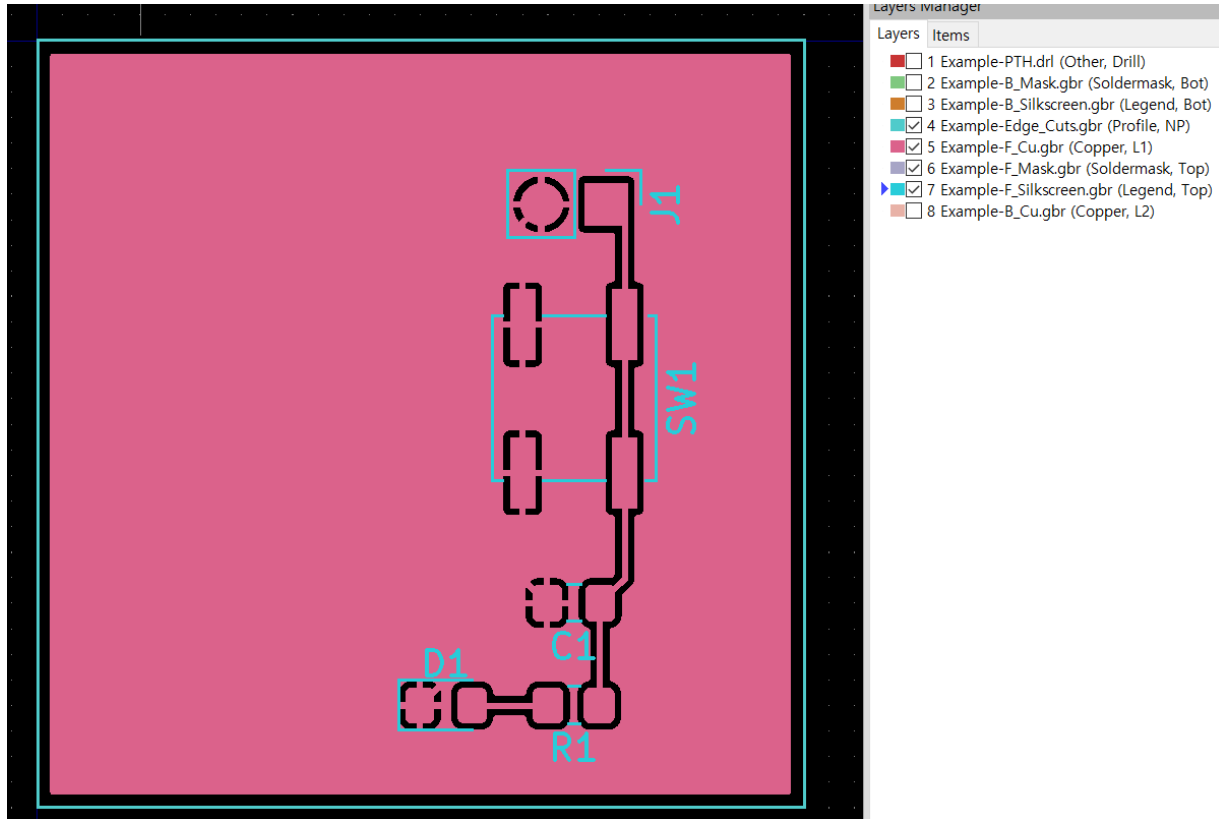 Layers Manager
Layers
Items
1 Example-PTH.drl (Other, Drill)
2 Example-B_Mask.gbr (Soldermask, Bot)
3 Example-B_Silkscreen.gbr (Legend, Bot)
4 Example-Edge_Cuts.gbr (Profile, NP)
5 Example-F_Cu.gbr (Copper, L1)
6 Example-F_Mask.gbr (Soldermask, Top)
7 Example-F_Silkscreen.gbr (Legend, Top)
8 Example-B_Cu.gbr (Copper, L2)
J1
SW1
C1
D1
R1